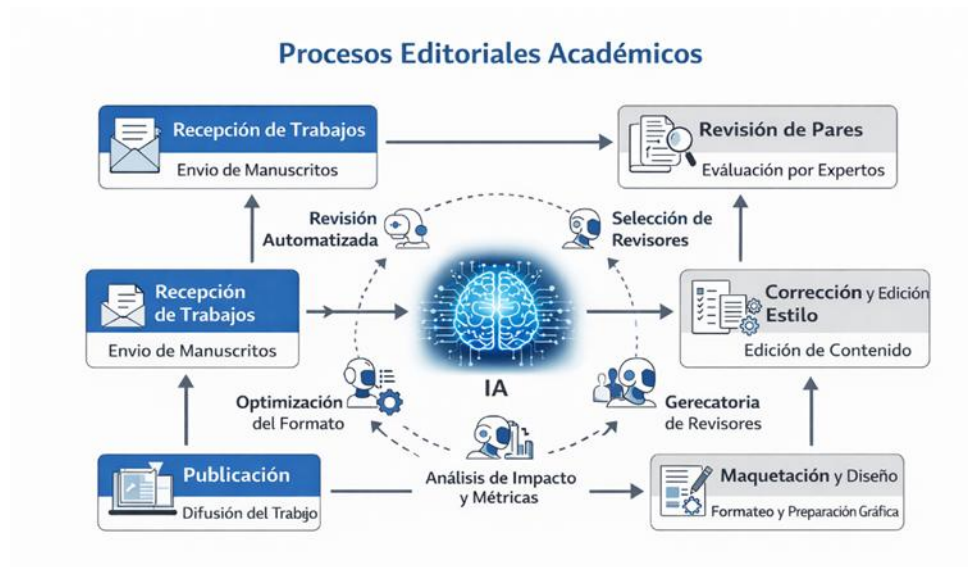 Procesos Editoriales Académicos
Recepción de Trabajos
Envio de Manuscritos
Revisión de Pares
Eváluación por Expertos
Revisión
Automatizada
Selección de
Revisores
Recepción
de Trabajos
Envio de Manuscritos
IA
Corrección y Edición
Estilo
Edición de Contenido
Optimización
del Formato
Gerecatoria
de Revisores
Análisis de Impacto
y Métricas
Publicación
Difusión del Trabajo
Maquetación y Diseño
Formateo y Preparación Gráfica